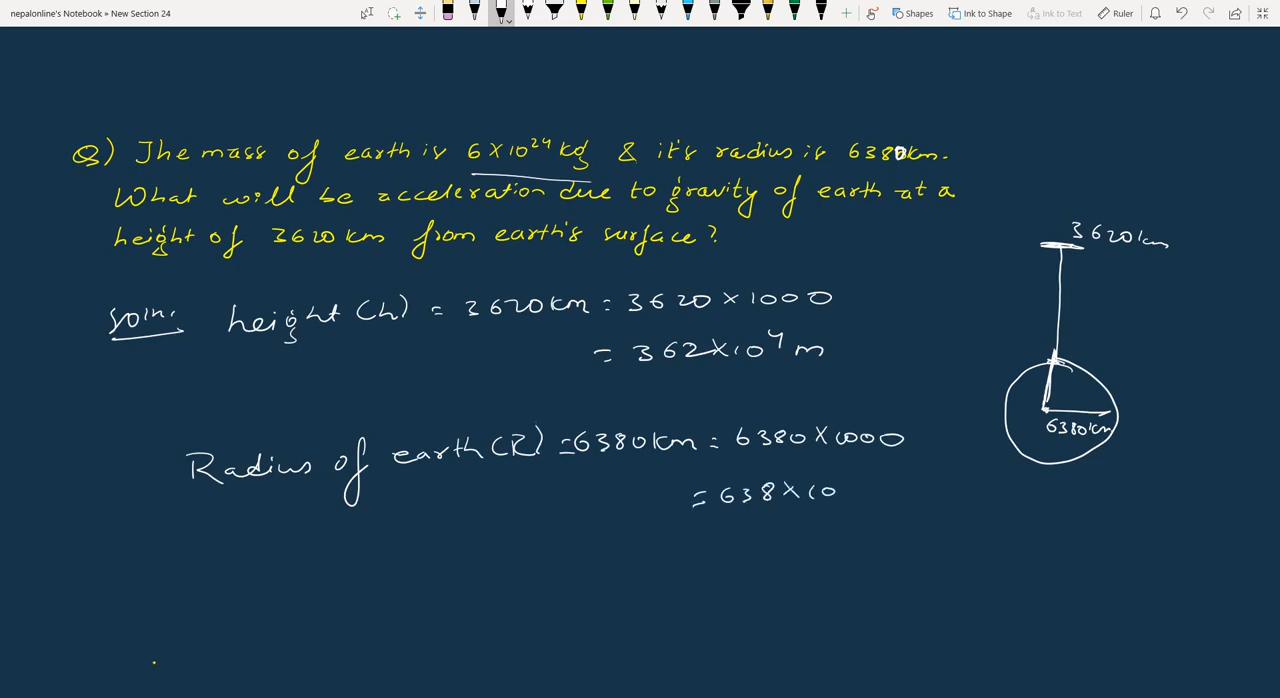 nepalonline's Notebook » New Section 24
Shapes Ink to Shape Ink to Text Ruler
Q) The mass of earth is 6×10²⁴ kg & it's radius is 6380km.
What will be acceleration due to gravity of earth at a
height of 3620 km from earth's surface?
3620km
Soln. height (h) = 3620km = 3620 × 1000
= 362×10⁴ m
6380km
Radius of earth (R) = 6380km = 6380×1000
= 638×10